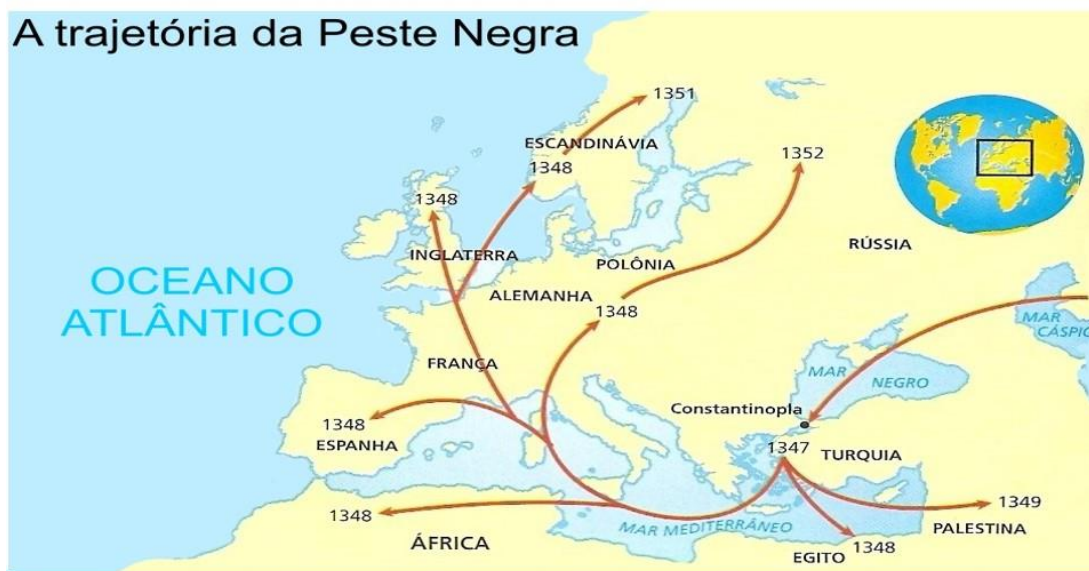 A trajetória da Peste Negra
1351
ESCANDINÁVIA
1348
1352
1348
INGLATERRA
POLÔNIA
RÚSSIA
OCEANO
ATLÂNTICO
ALEMANHA
1348
MAR
CÁSPIO
FRANÇA
MAR
NEGRO
Constantinopla
1348
ESPANHA
1347
TURQUIA
1348
MAR MEDITERRÂNEO
1349
PALESTINA
ÁFRICA
EGITO
1348